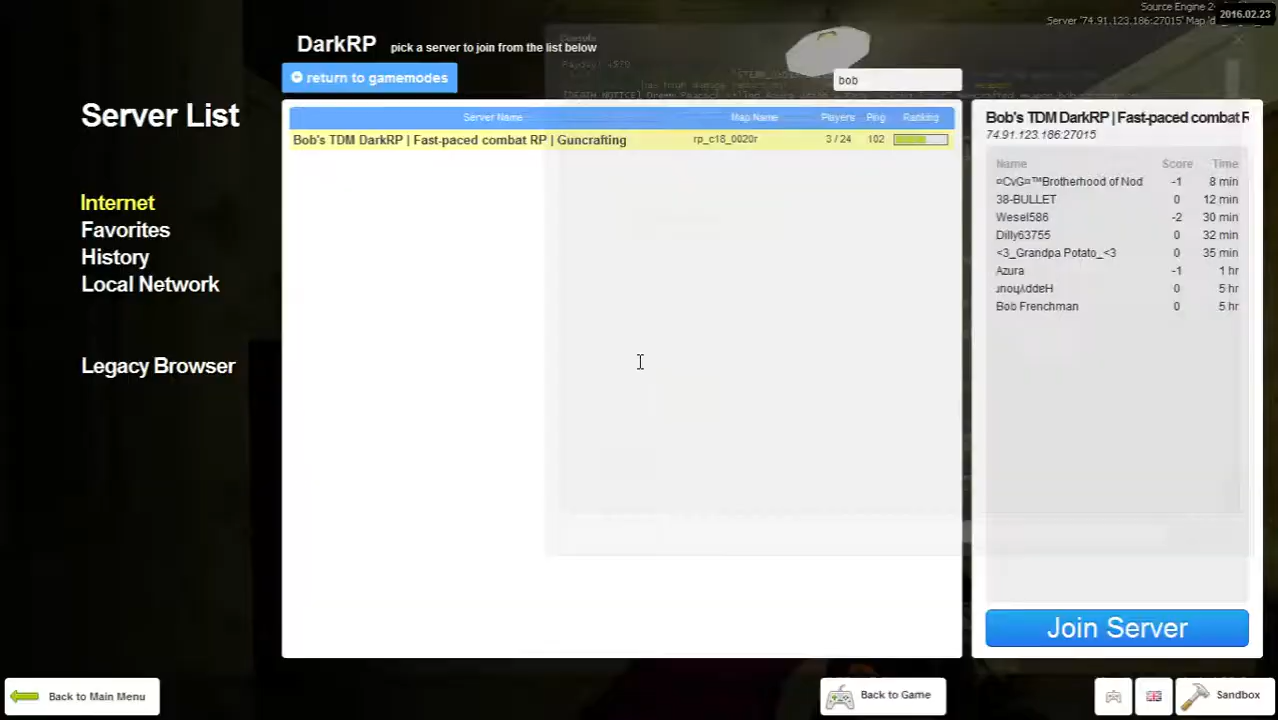 Source Engine 2
2016.02.23
Server '74.91.123.186:27015' Map 'd
DarkRP pick a server to join from the list below
return to gamemodes
bob
Console
Server List
Server Name Map Name Players Ping Ranking
Bob's TDM DarkRP | Fast-paced combat RP | Guncrafting rp_c18_0020r 3 / 24 102
Internet
Favorites
History
Local Network
Legacy Browser
Bob's TDM DarkRP | Fast-paced combat R
74.91.123.186:27015
Name Score Time
¤CvG¤™Brotherhood of Nod -1 8 min
38-BULLET 0 12 min
Wesel586 -2 30 min
Dilly63755 0 32 min
<3_Grandpa Potato_<3 0 35 min
Azura -1 1 hr
ɹnoɥʎddɐH 0 5 hr
Bob Frenchman 0 5 hr
Join Server
Back to Main Menu
Back to Game
Sandbox